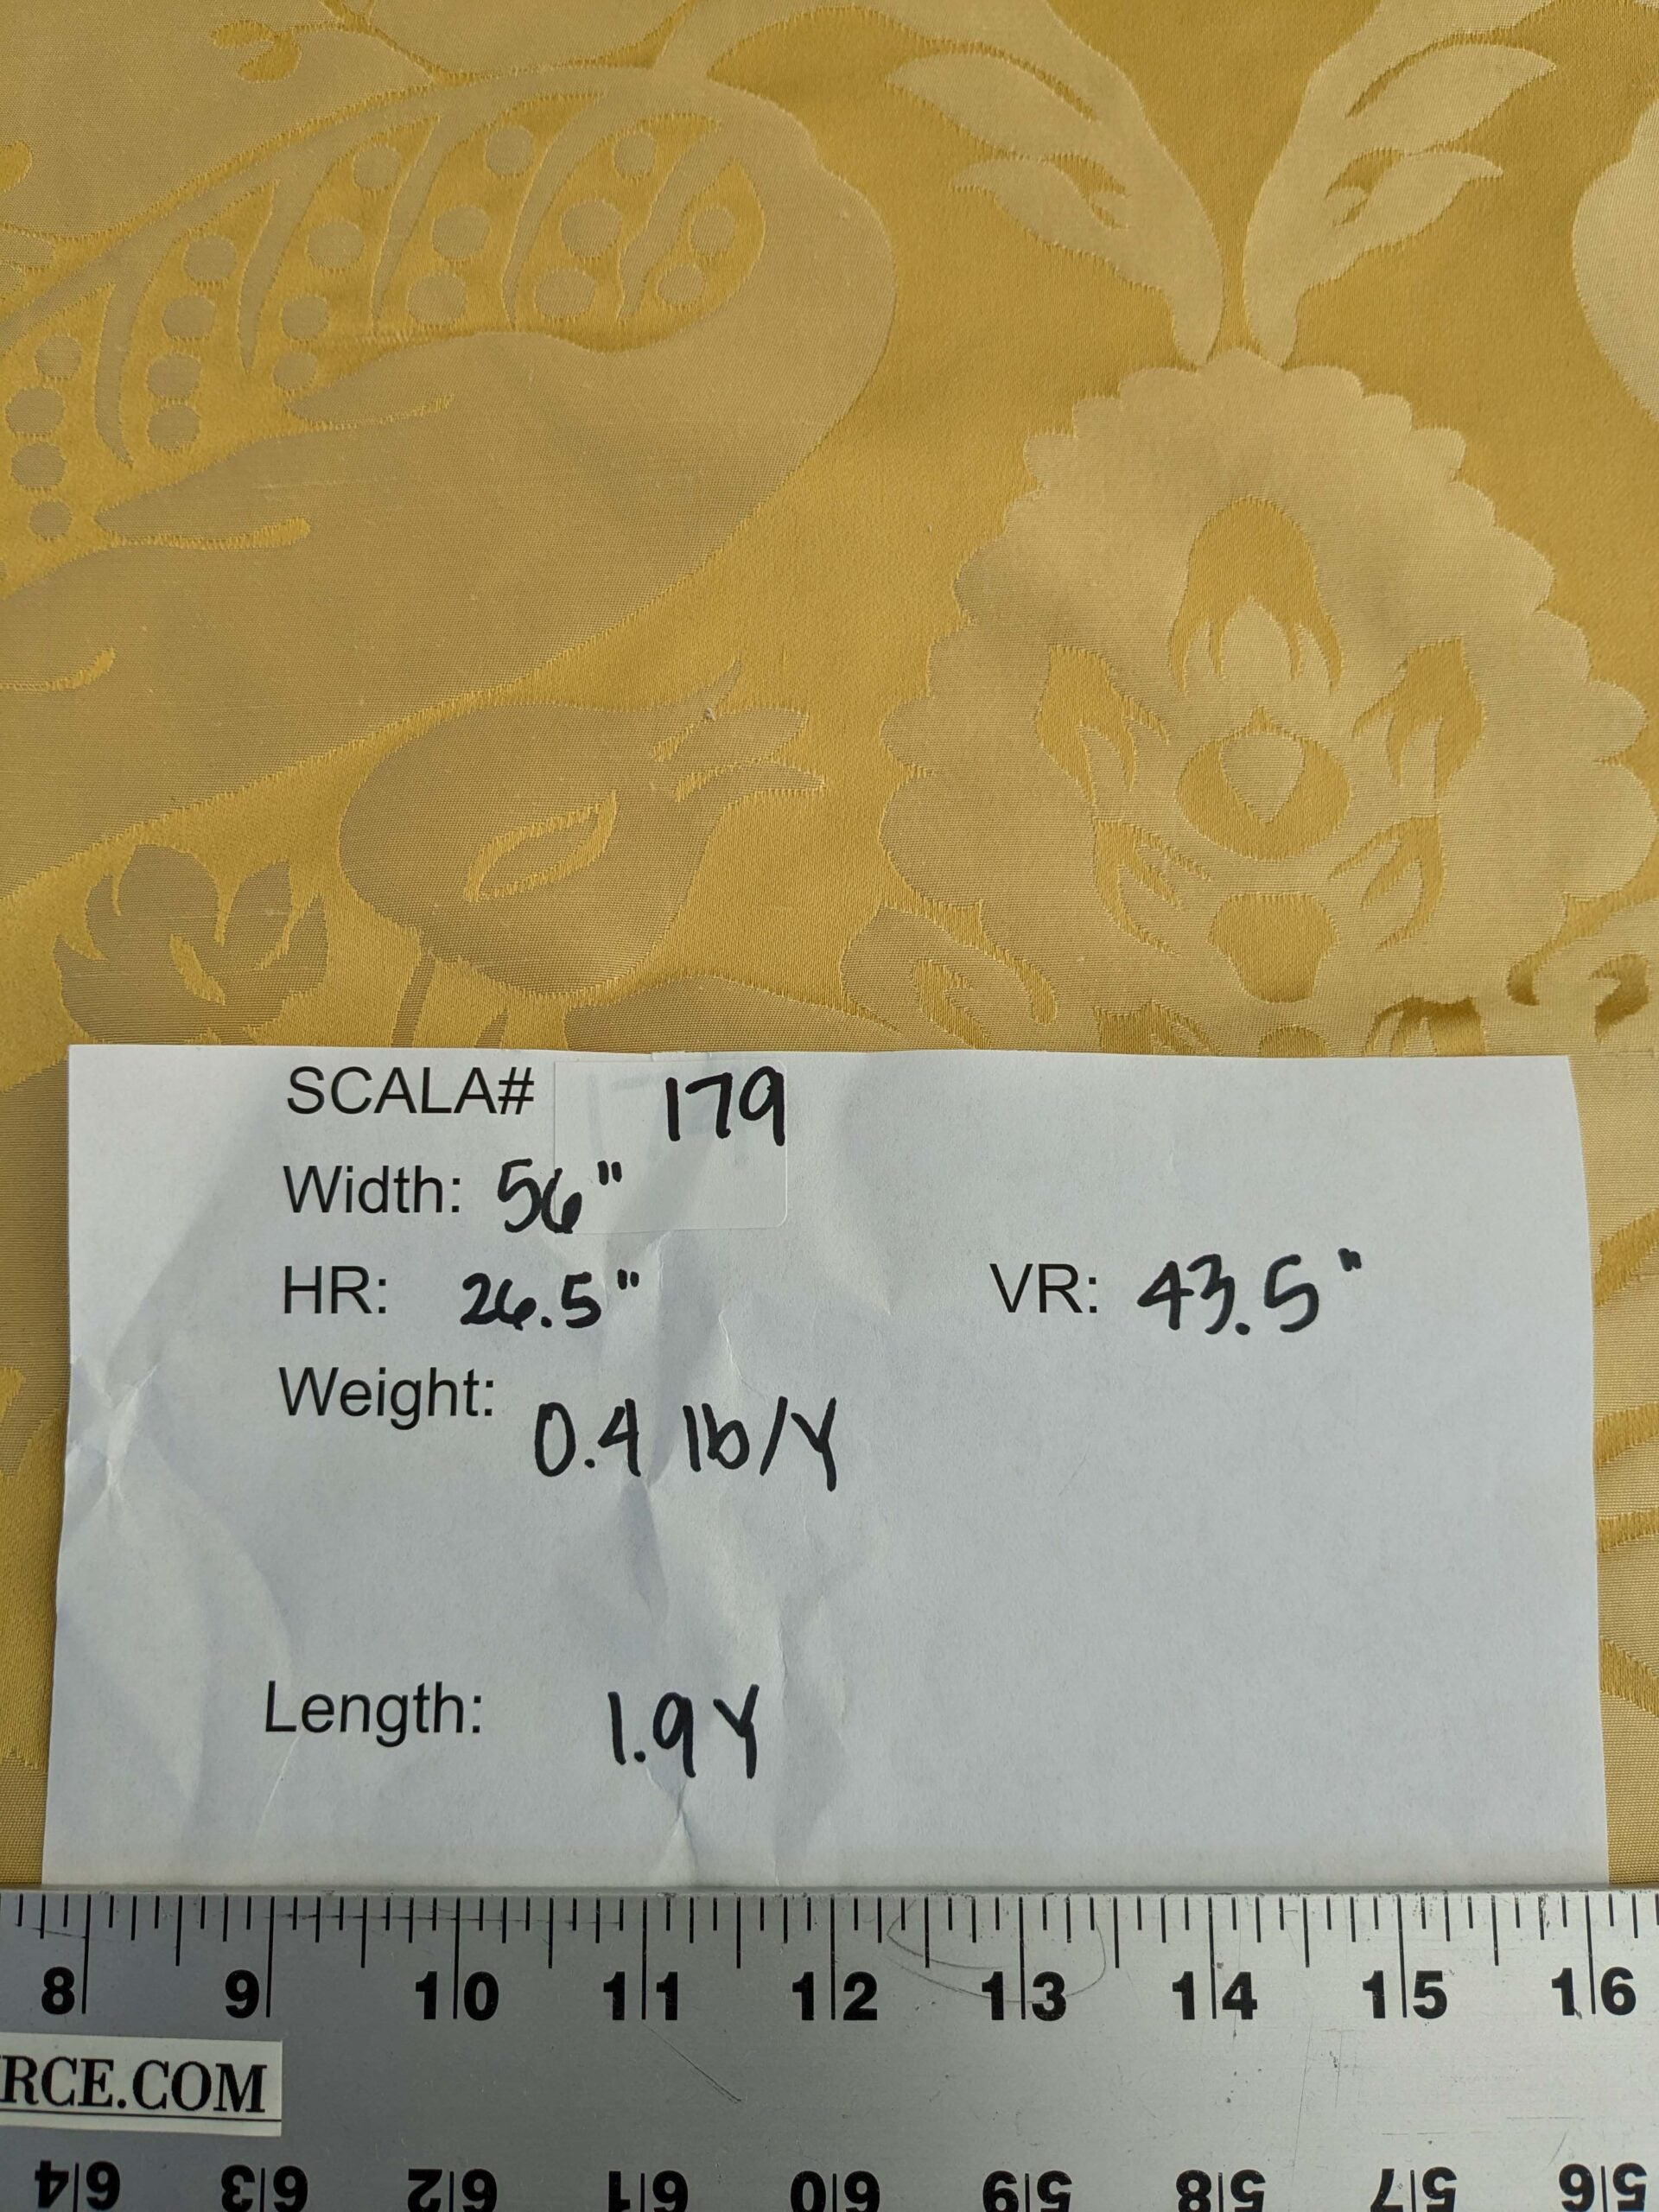 SCALA# 179
Width: 56"
HR: 26.5" VR: 43.5"
Weight: 0.4 lb/Y
Length: 1.9Y
8 9 10 11 12 13 14 15 16
RCE.COM
64 63 62 61 60 59 58 57 56